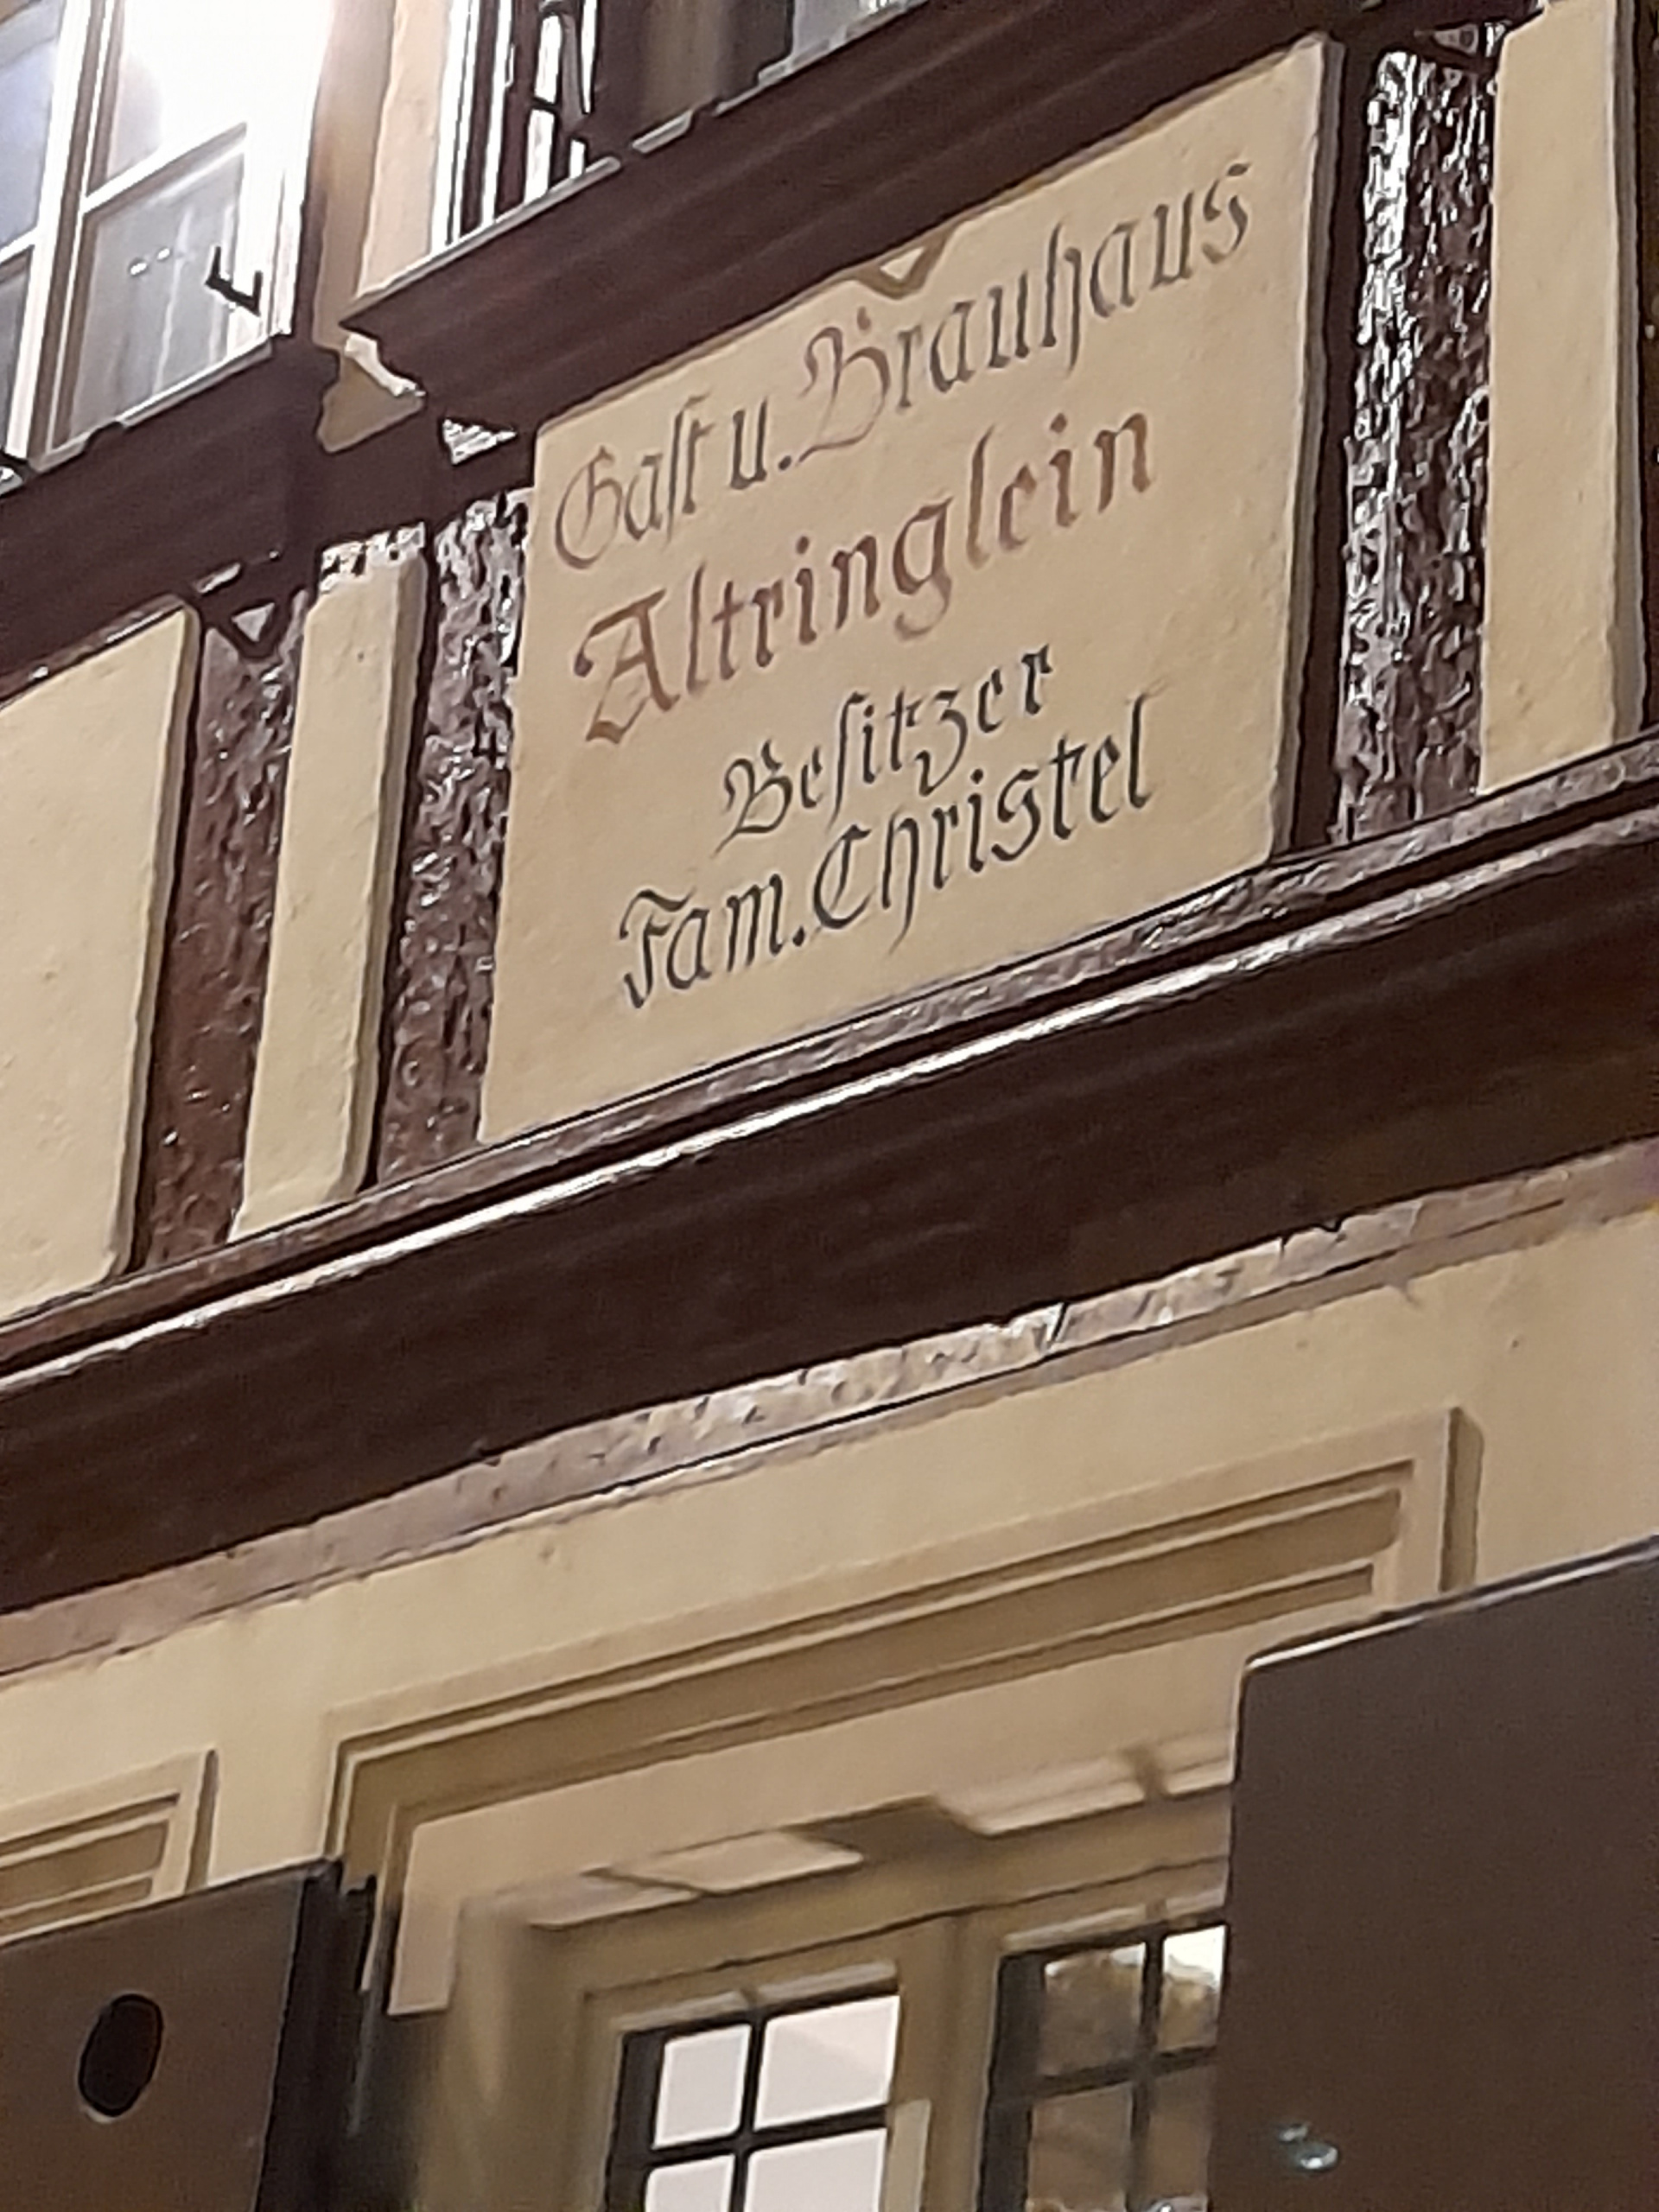 Gaſt u. Brauhaus
Altringlein
Beſitzer
Fam. Christel